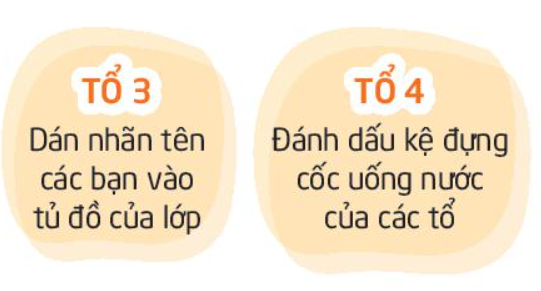 TỔ 3
Dán nhãn tên
các bạn vào
tủ đồ của lớp
TỔ 4
Đánh dấu kệ đựng
cốc uống nước
của các tổ